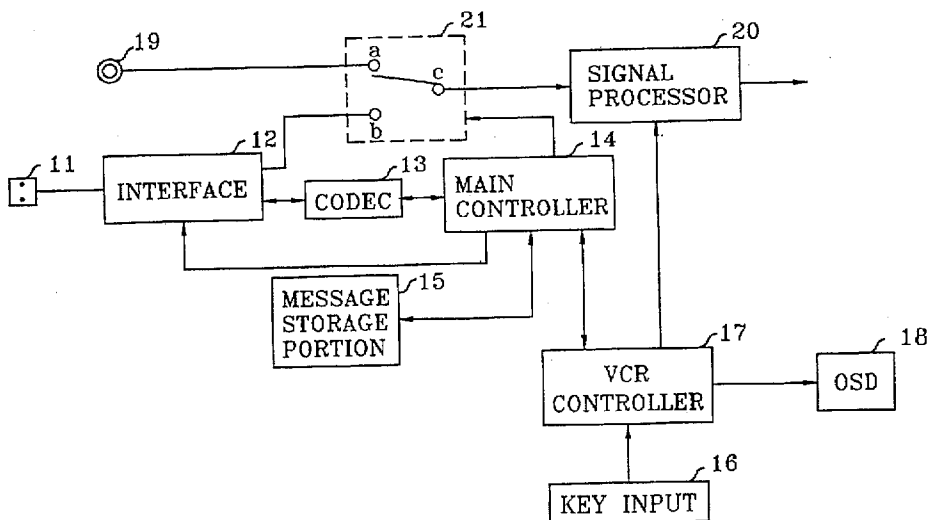 21
20
19
a
c
SIGNAL
PROCESSOR
b
12
14
11
13
INTERFACE
CODEC
MAIN
CONTROLLER
15
MESSAGE
STORAGE
PORTION
17
18
VCR
CONTROLLER
OSD
16
KEY INPUT